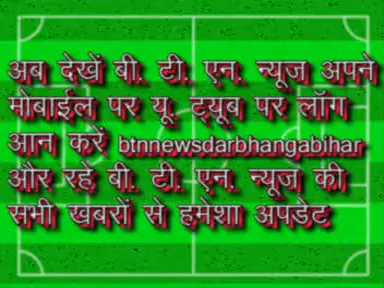 अब देखें बी. टी. एन. न्यूज अपने
मोबाईल पर यू. ट्यूब पर लॉग
आन करें btnnewsdarbhangabihar
और रहे बी. टी. एन. न्यूज की
सभी खबरों से हमेशा अपडेट